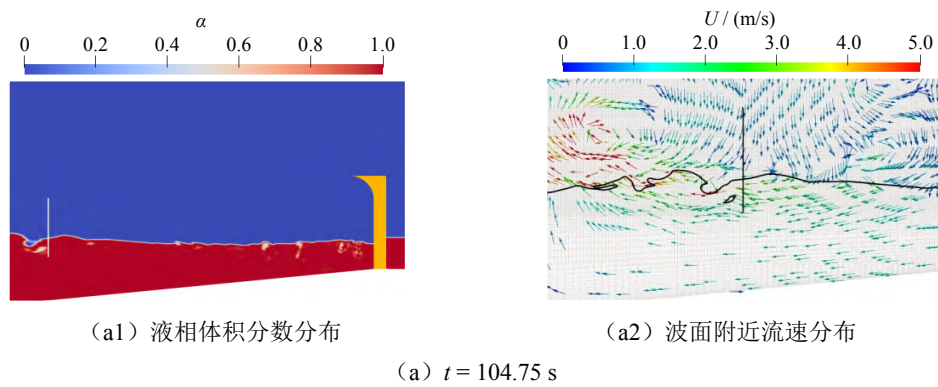 α
0 0.2 0.4 0.6 0.8 1.0
U / (m/s)
0 1.0 2.0 3.0 4.0 5.0
（a1）液相体积分数分布
（a2）波面附近流速分布
（a）t = 104.75 s